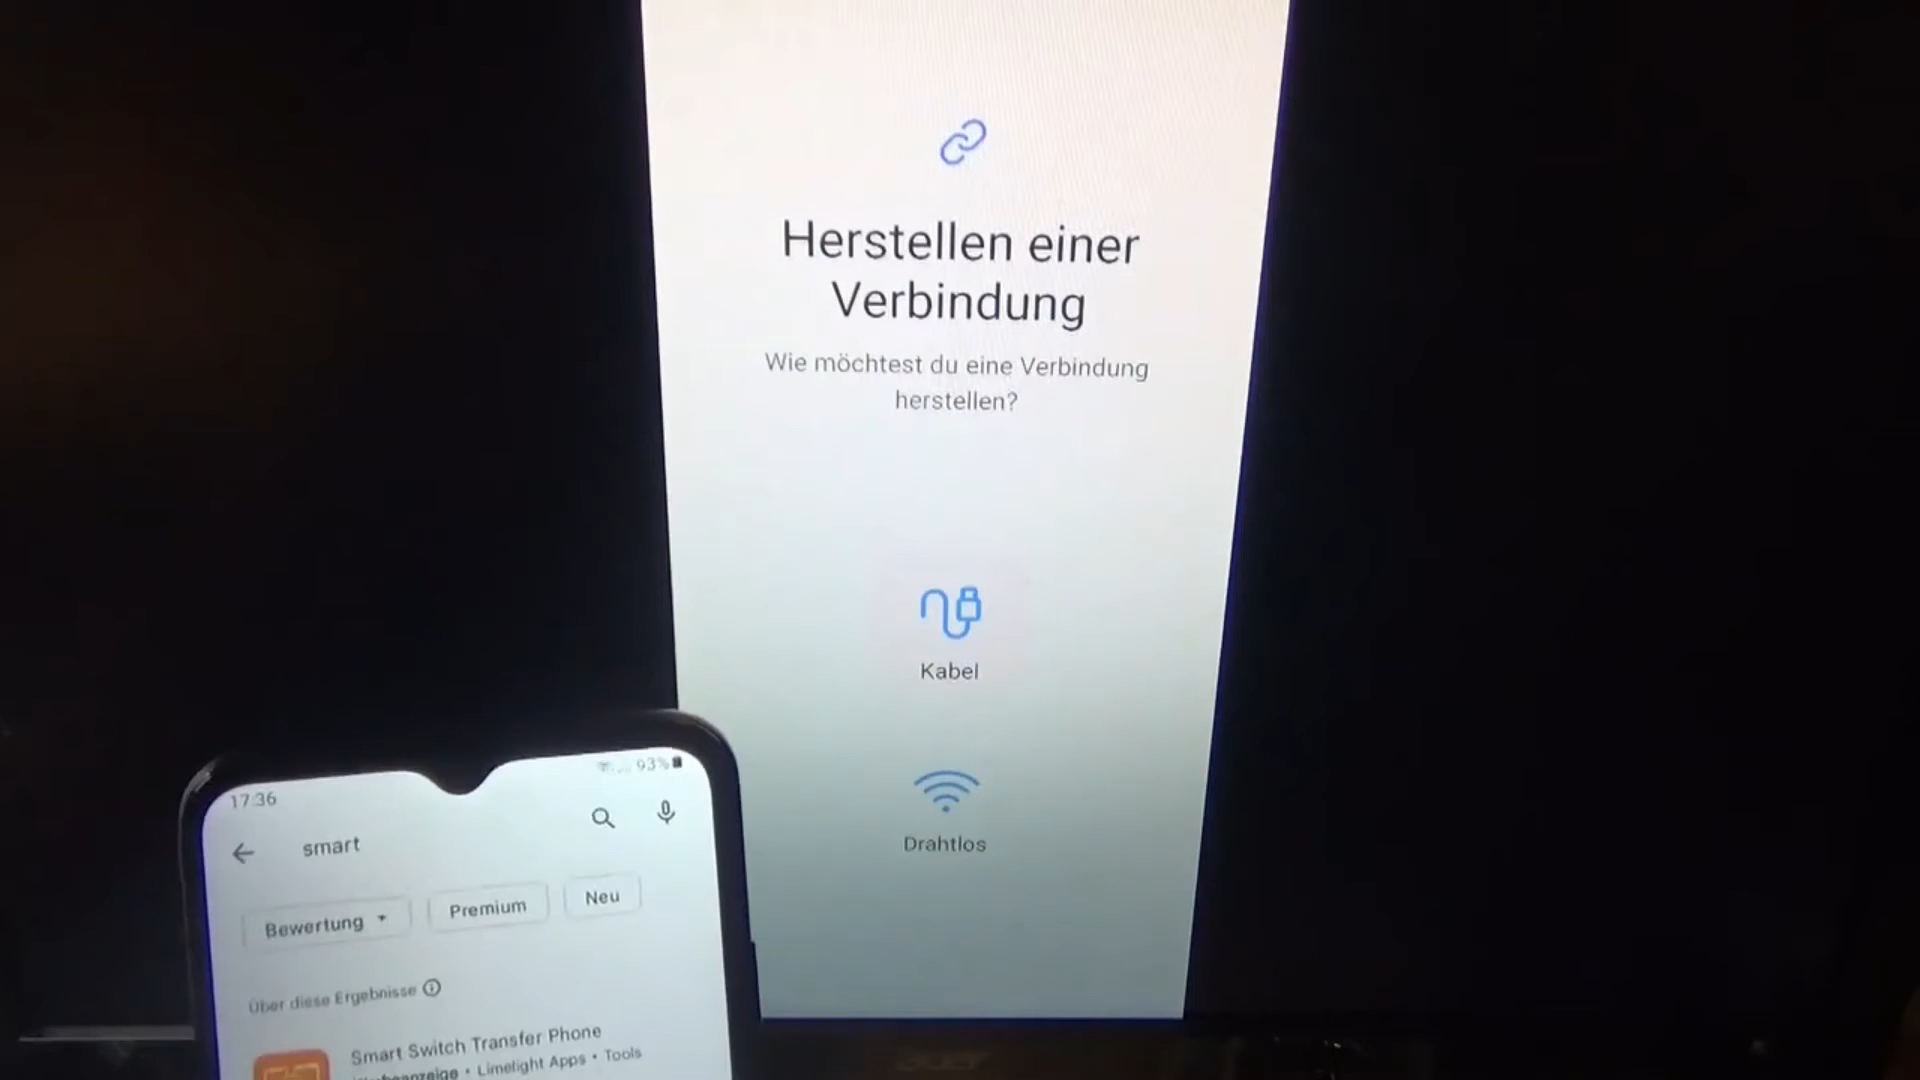 Herstellen einer
Verbindung
Wie möchtest du eine Verbindung
herstellen?
Kabel
Drahtlos
17:36
93%
smart
Bewertung
Premium
Neu
Über diese Ergebnisse
Smart Switch Transfer Phone
• Limelight Apps • Tools
acer